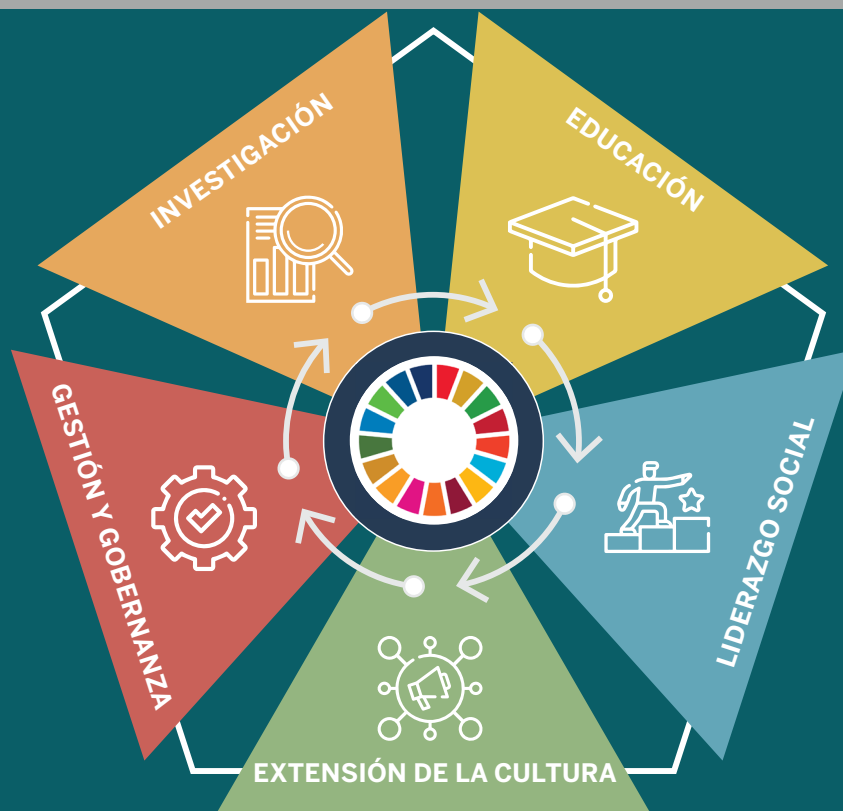 INVESTIGACIÓN
EDUCACIÓN
GESTIÓN Y GOBERNANZA
LIDERAZGO SOCIAL
EXTENSIÓN DE LA CULTURA